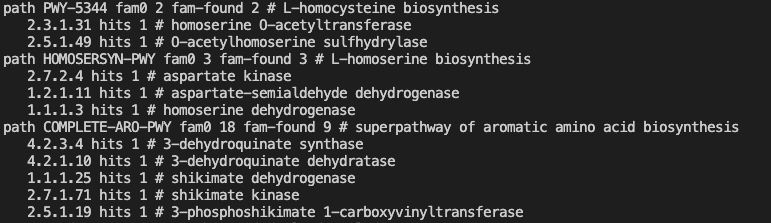 path PWY-5344 fam0 2 fam-found 2 # L-homocysteine biosynthesis
2.3.1.31 hits 1 # homoserine O-acetyltransferase
2.5.1.49 hits 1 # O-acetylhomoserine sulfhydrylase
path HOMOSERSYN-PWY fam0 3 fam-found 3 # L-homoserine biosynthesis
2.7.2.4 hits 1 # aspartate kinase
1.2.1.11 hits 1 # aspartate-semialdehyde dehydrogenase
1.1.1.3 hits 1 # homoserine dehydrogenase
path COMPLETE-ARO-PWY fam0 18 fam-found 9 # superpathway of aromatic amino acid biosynthesis
4.2.3.4 hits 1 # 3-dehydroquinate synthase
4.2.1.10 hits 1 # 3-dehydroquinate dehydratase
1.1.1.25 hits 1 # shikimate dehydrogenase
2.7.1.71 hits 1 # shikimate kinase
2.5.1.19 hits 1 # 3-phosphoshikimate 1-carboxyvinyltransferase